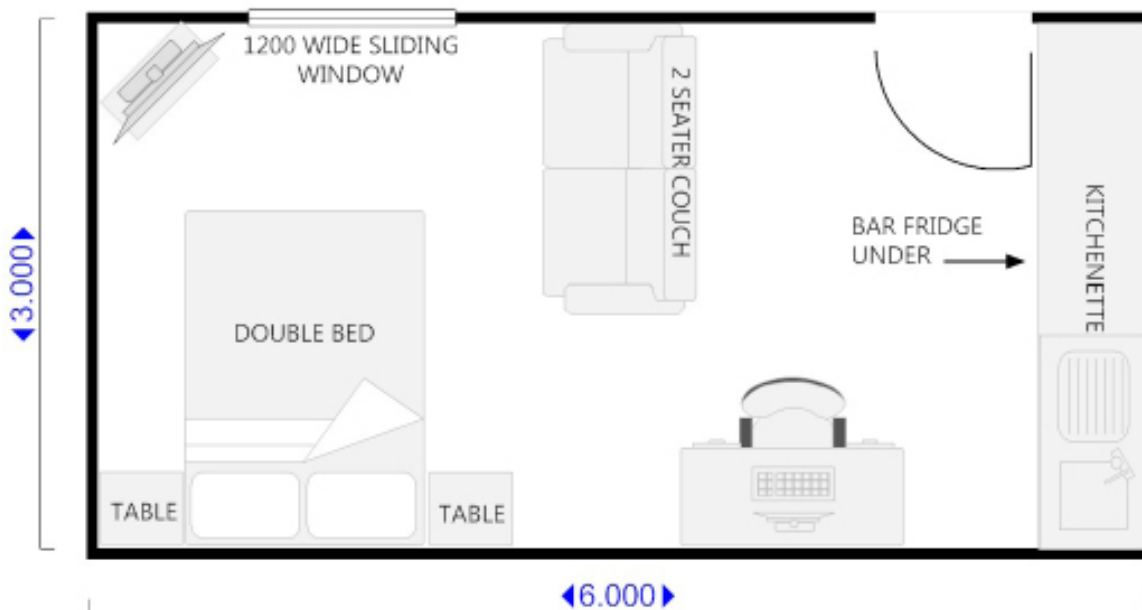 1200 WIDE SLIDING
WINDOW
2 SEATER COUCH
KITCHENETTE
BAR FRIDGE
UNDER
3.000
DOUBLE BED
TABLE
TABLE
6.000